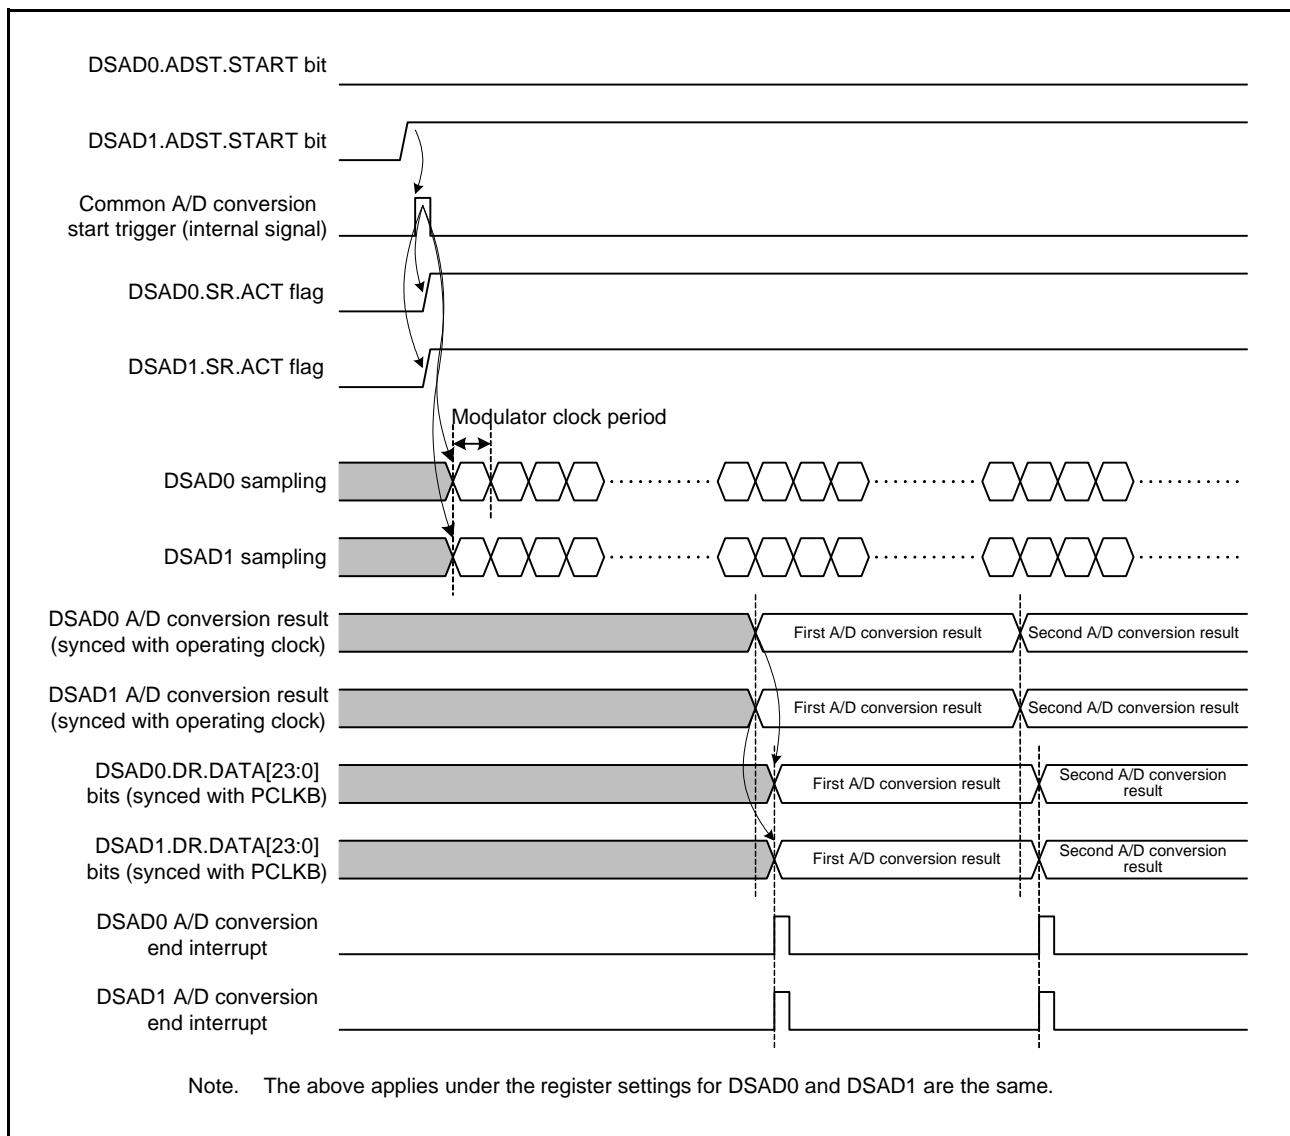 DSAD0.ADST.START bit
DSAD1.ADST.START bit
Common A/D conversion
start trigger (internal signal)
DSAD0.SR.ACT flag
DSAD1.SR.ACT flag
Modulator clock period
DSAD0 sampling
DSAD1 sampling
DSAD0 A/D conversion result
(synced with operating clock)
First A/D conversion result
Second A/D conversion result
DSAD1 A/D conversion result
(synced with operating clock)
First A/D conversion result
Second A/D conversion result
DSAD0.DR.DATA[23:0]
bits (synced with PCLKB)
First A/D conversion result
Second A/D conversion
result
DSAD1.DR.DATA[23:0]
bits (synced with PCLKB)
First A/D conversion result
Second A/D conversion
result
DSAD0 A/D conversion
end interrupt
DSAD1 A/D conversion
end interrupt
Note. The above applies under the register settings for DSAD0 and DSAD1 are the same.